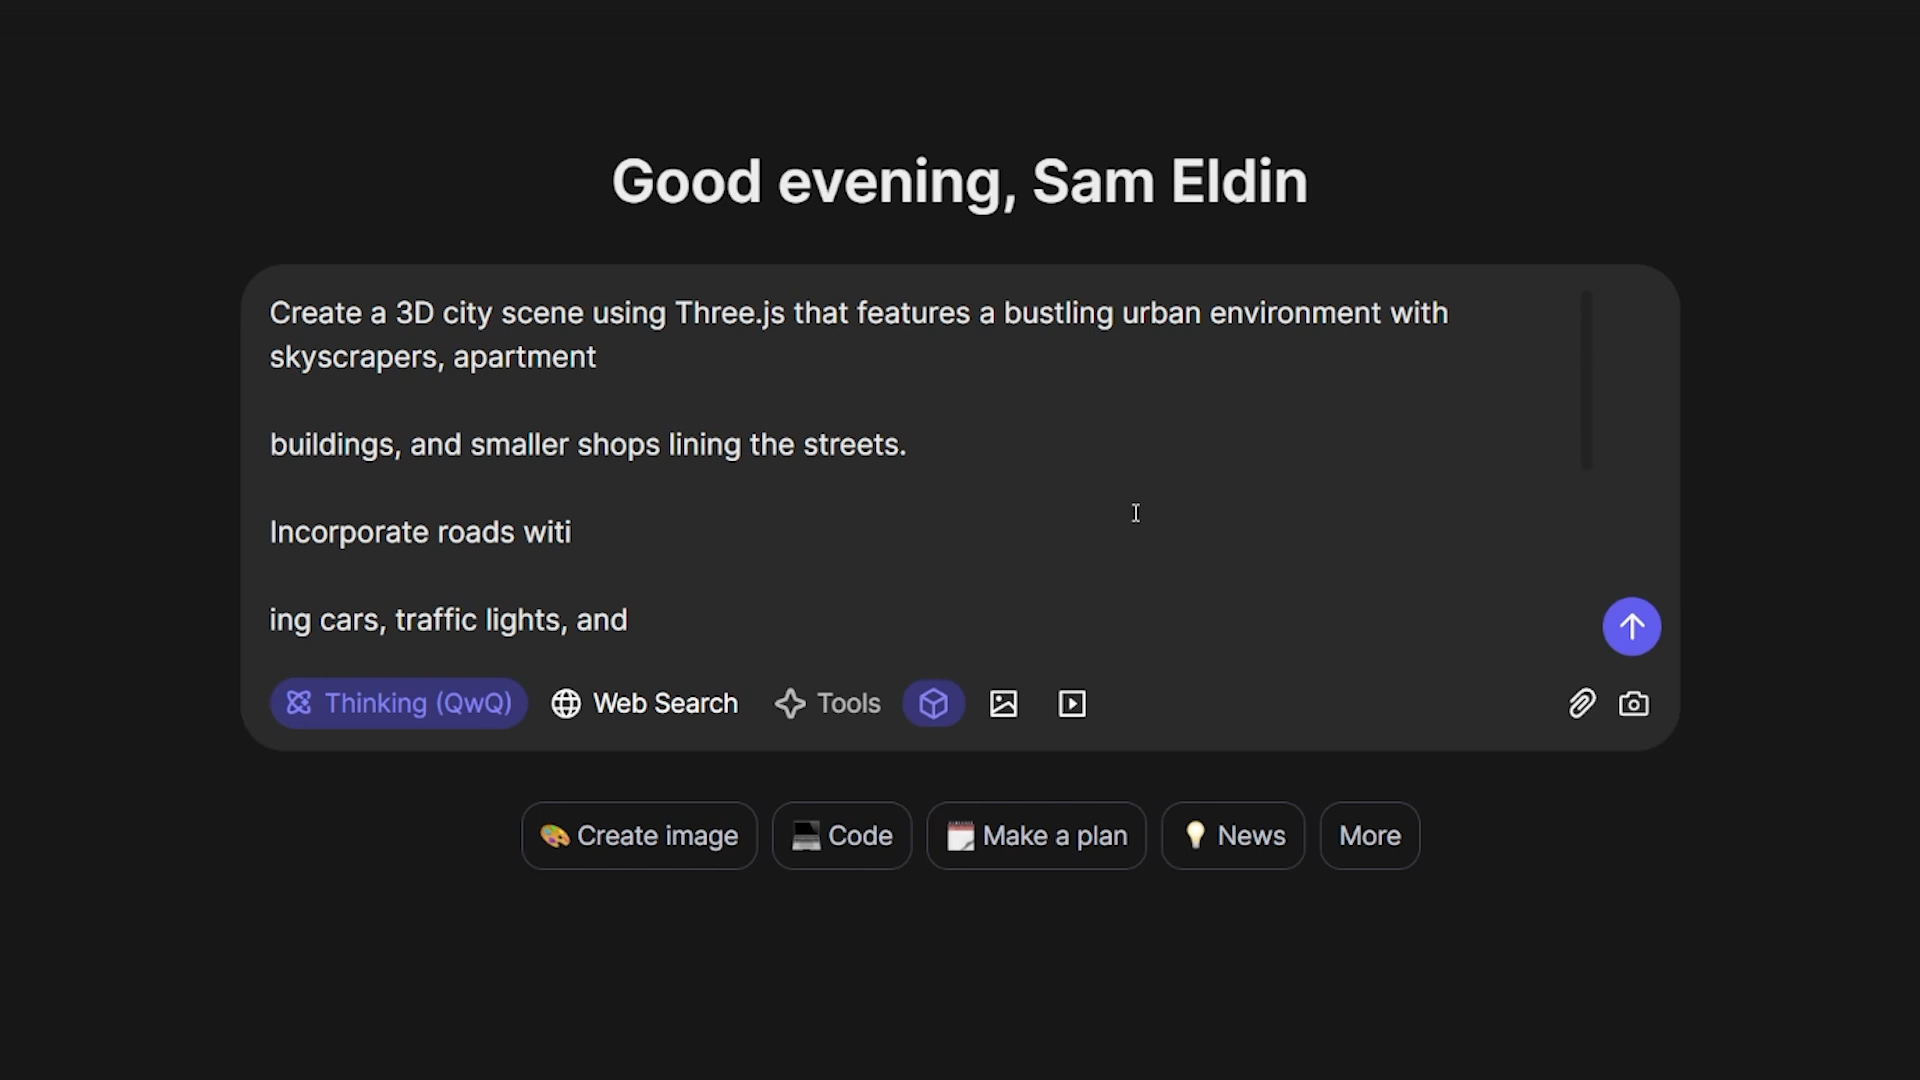 Good evening, Sam Eldin
Create a 3D city scene using Three.js that features a bustling urban environment with
skyscrapers, apartment
buildings, and smaller shops lining the streets.
Incorporate roads witi
ing cars, traffic lights, and
Thinking (QwQ) Web Search Tools
Create image Code Make a plan News More